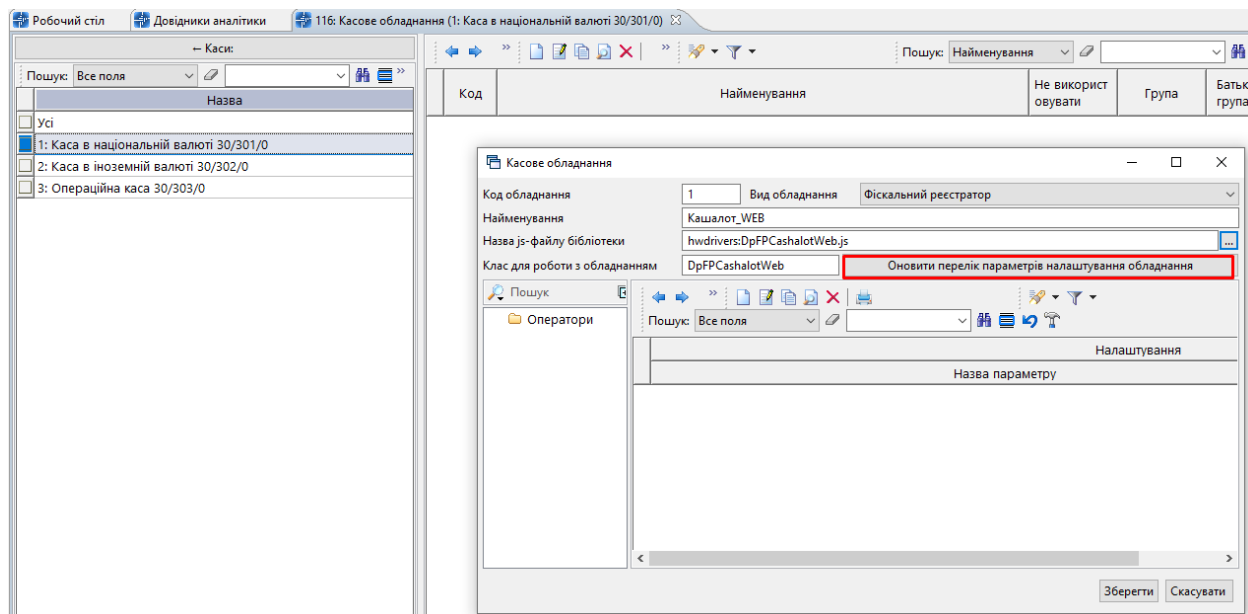 Робочий стіл
Довідники аналітики
116: Касове обладнання (1: Каса в національній валюті 30/301/0)
← Каси:
Пошук: Все поля
Назва
Усі
1: Каса в національній валюті 30/301/0
2: Каса в іноземній валюті 30/302/0
3: Операційна каса 30/303/0
Пошук: Найменування
Код
Найменування
Не використ
овувати
Група
Батьк
група
Касове обладнання
Код обладнання 1 Вид обладнання Фіскальний реєстратор
Найменування Кашалот_WEB
Назва js-файлу бібліотеки hwdrivers:DpFPCashalotWeb.js ...
Клас для роботи з обладнанням DpFPCashalotWeb Оновити перелік параметрів налаштування обладнання
Пошук
Оператори
Пошук: Все поля
Налаштування
Назва параметру
Зберегти Скасувати